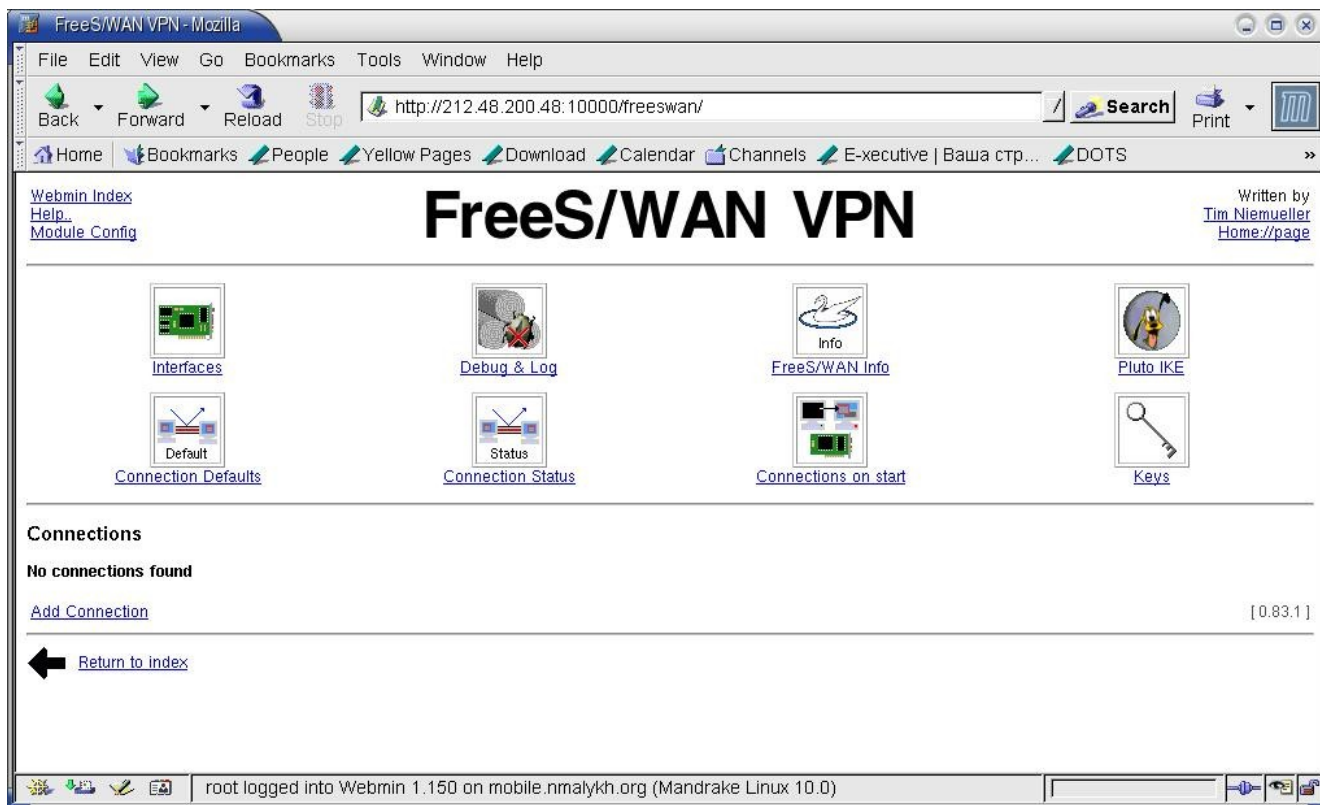 FreeS/WAN VPN - Mozilla
File Edit View Go Bookmarks Tools Window Help
Back Forward Reload Stop http://212.48.200.48:10000/freeswan/ Search Print
Home Bookmarks People Yellow Pages Download Calendar Channels E-xecutive | Ваша стр... DOTS »
Webmin Index
Help..
Module Config
FreeS/WAN VPN
Written by
Tim Niemueller
Home://page
Interfaces
Debug & Log
Info
FreeS/WAN Info
Pluto IKE
Default
Connection Defaults
Status
Connection Status
Connections on start
Keys
Connections
No connections found
Add Connection [ 0.83.1 ]
Return to index
root logged into Webmin 1.150 on mobile.nmalykh.org (Mandrake Linux 10.0)